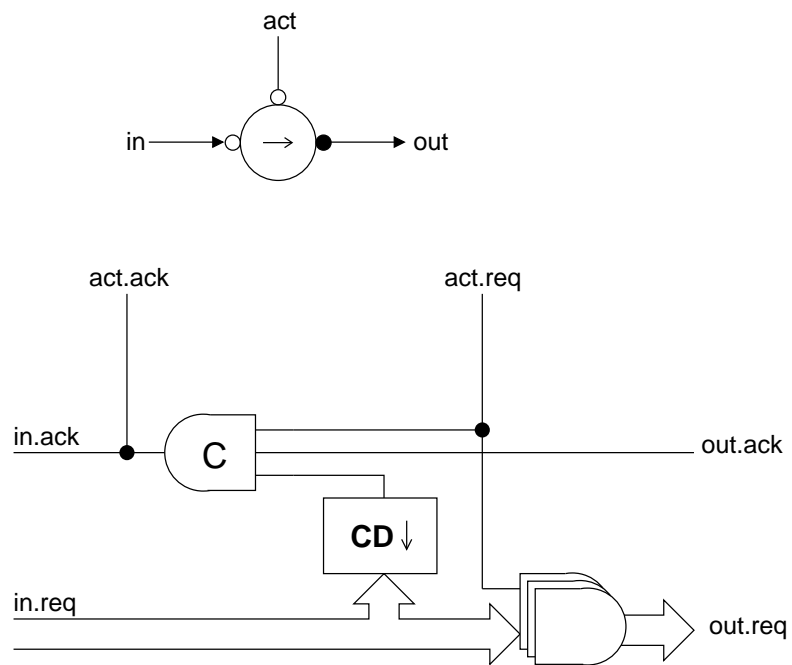 act
in
out
act.ack
act.req
in.ack
C
out.ack
CD
in.req
out.req